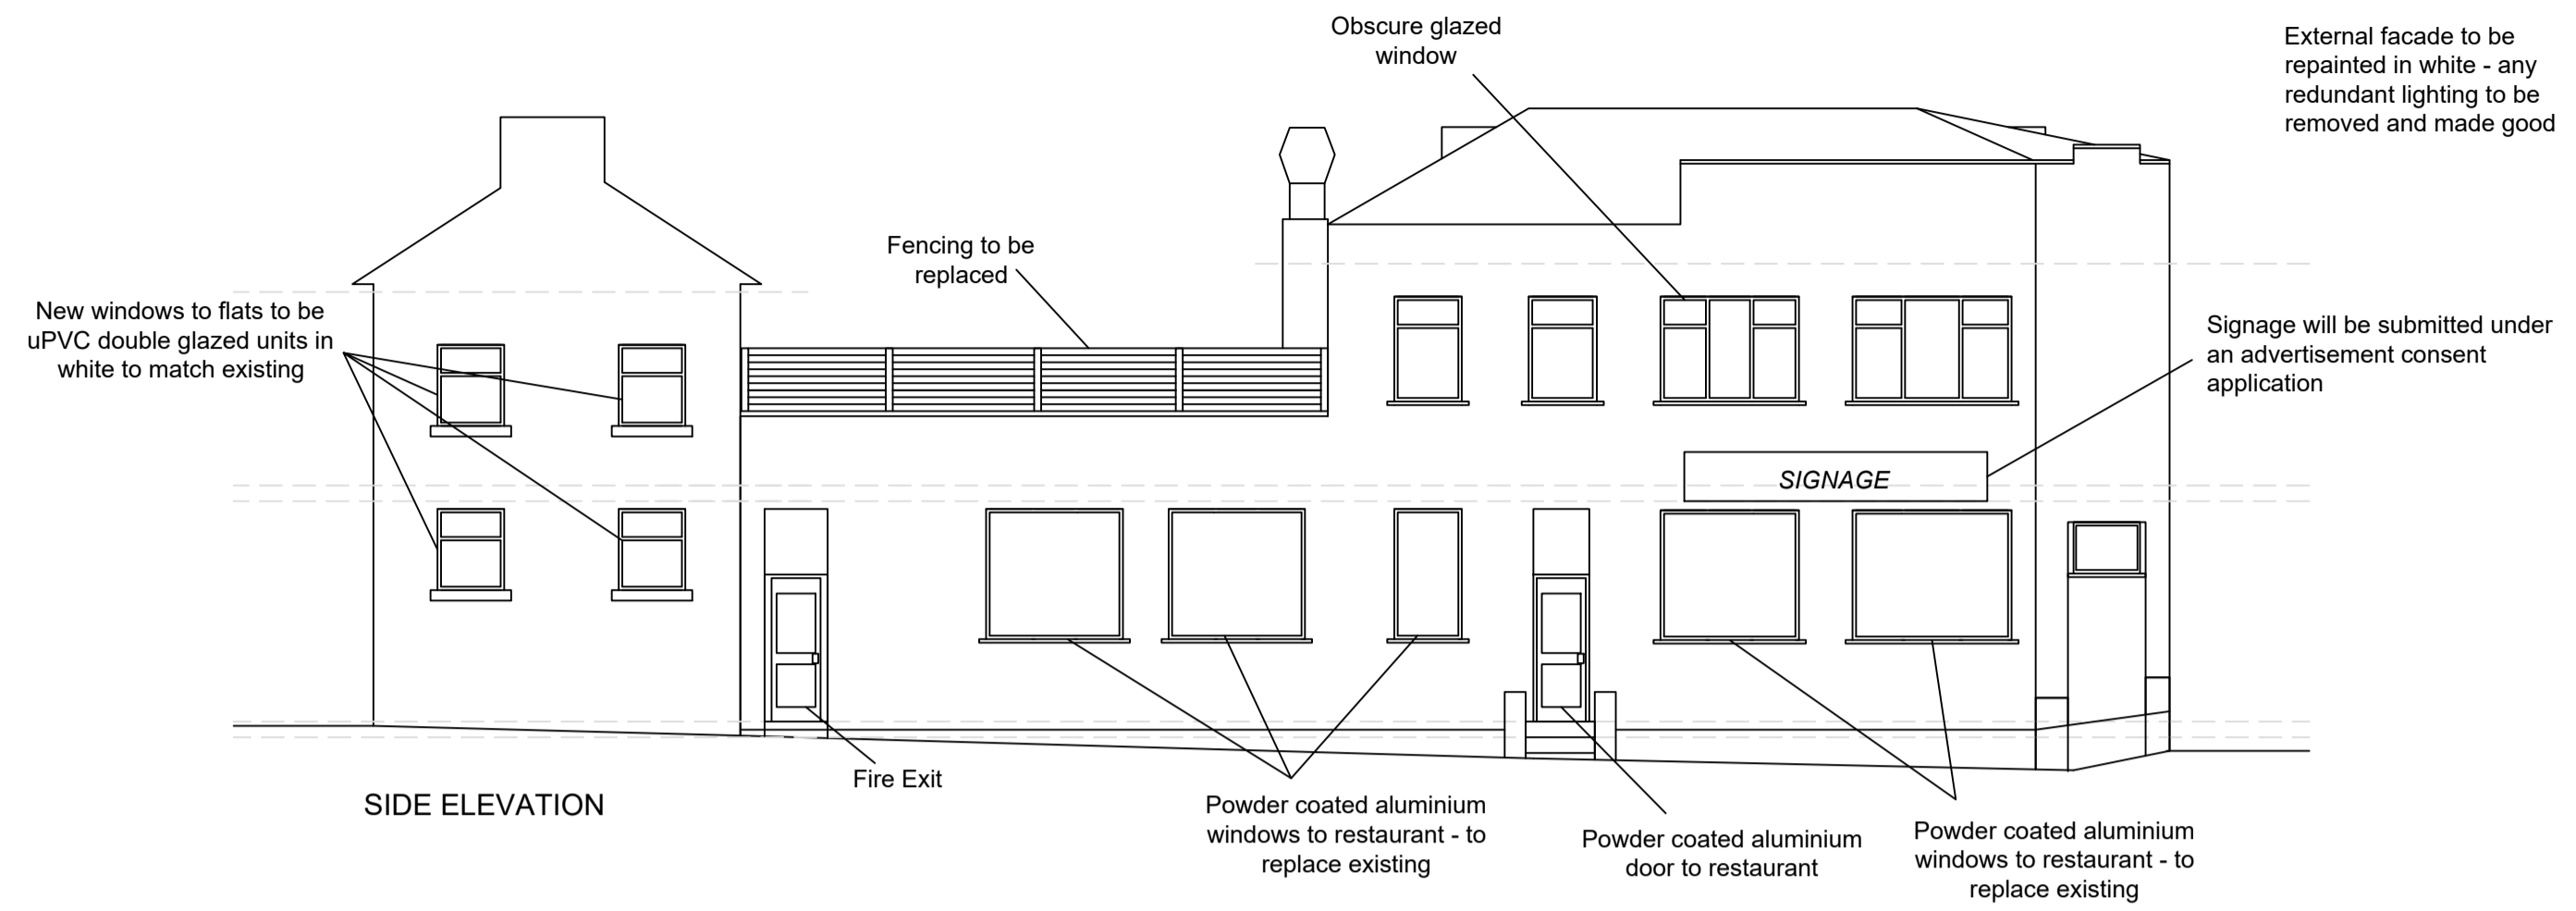 Obscure glazed
window
External facade to be
repainted in white - any
redundant lighting to be
removed and made good
Fencing to be
replaced
New windows to flats to be
uPVC double glazed units in
white to match existing
Signage will be submitted under
an advertisement consent
application
SIGNAGE
Fire Exit
SIDE ELEVATION
Powder coated aluminium
windows to restaurant - to
replace existing
Powder coated aluminium
door to restaurant
Powder coated aluminium
windows to restaurant - to
replace existing